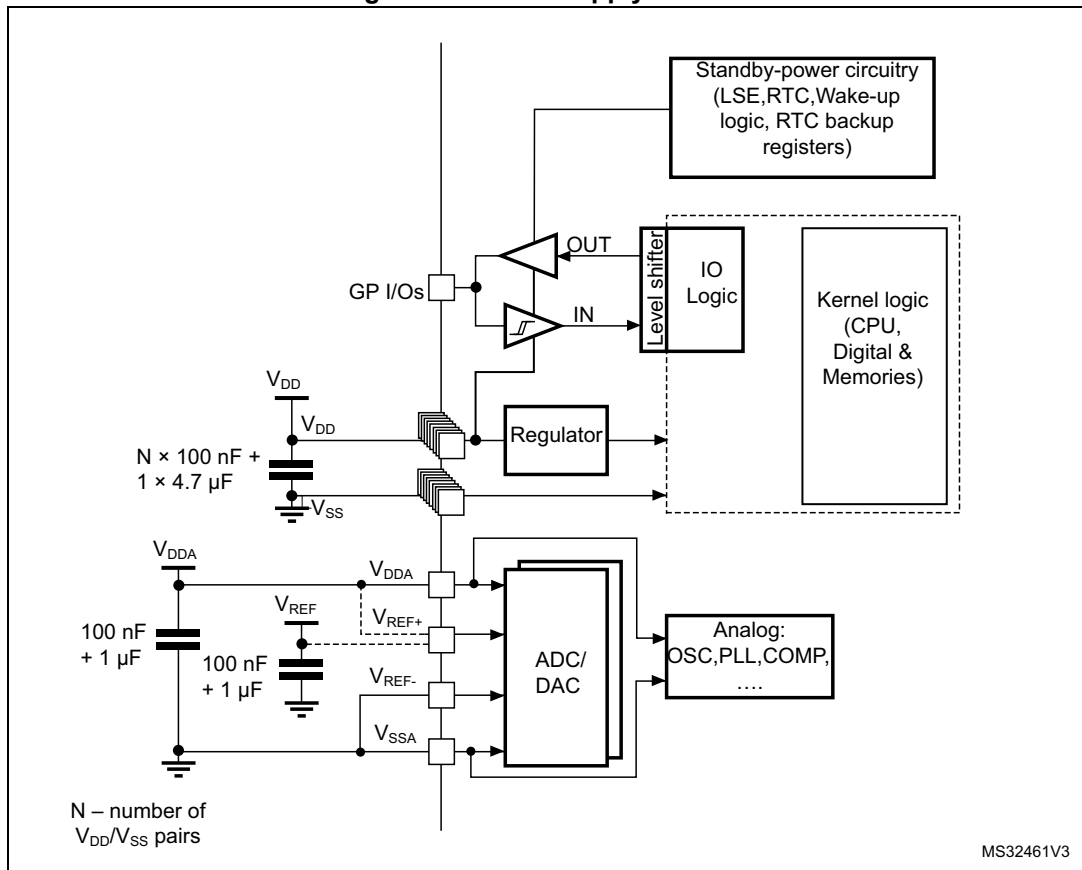 Standby-power circuitry
(LSE,RTC,Wake-up
logic, RTC backup
registers)
OUT
Level shifter
IO
Logic
GP I/Os
IN
Kernel logic
(CPU,
Digital &
Memories)
VDD
VDD
Regulator
N × 100 nF +
1 × 4.7 µF
VSS
VDDA
VDDA
VREF+
VREF
100 nF
+ 1 µF
100 nF
+ 1 µF
VREF-
ADC/
DAC
Analog:
OSC,PLL,COMP,
....
VSSA
N – number of
VDD/VSS pairs
MS32461V3